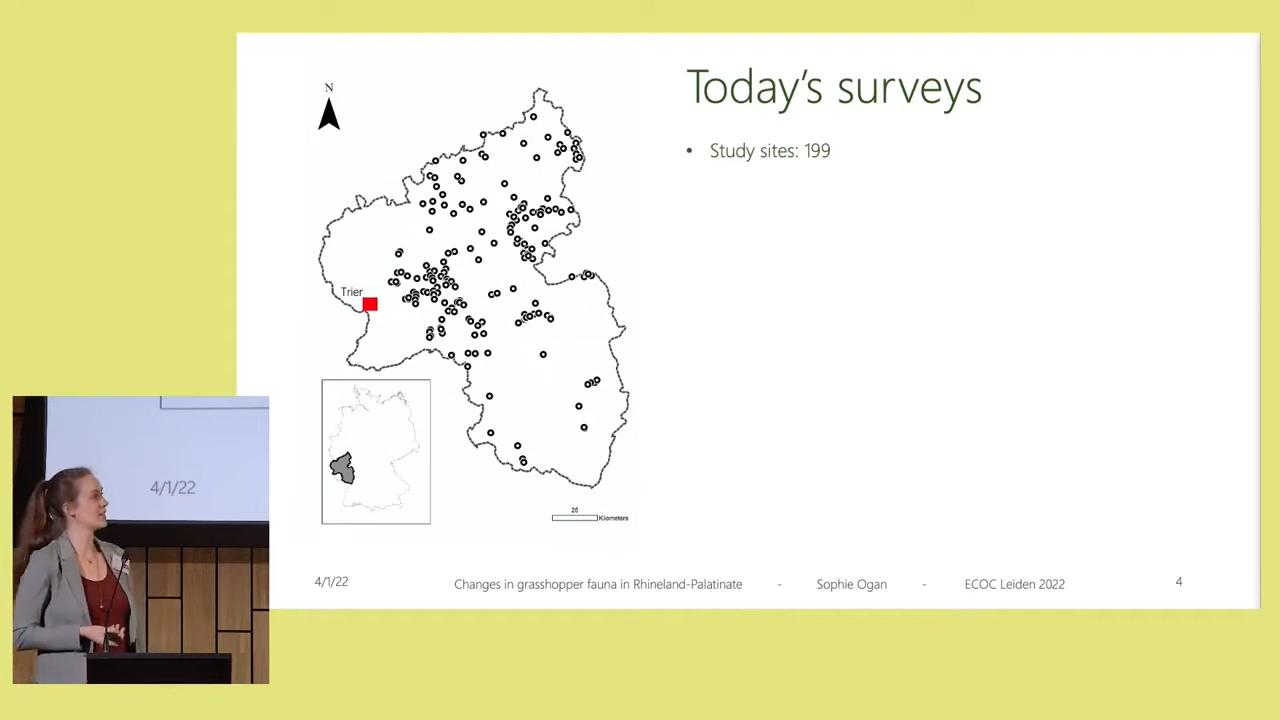 Today's surveys
• Study sites: 199
N
Trier
25
Kilometers
4/1/22
4/1/22
Changes in grasshopper fauna in Rhineland-Palatinate - Sophie Ogan - ECOC Leiden 2022
4